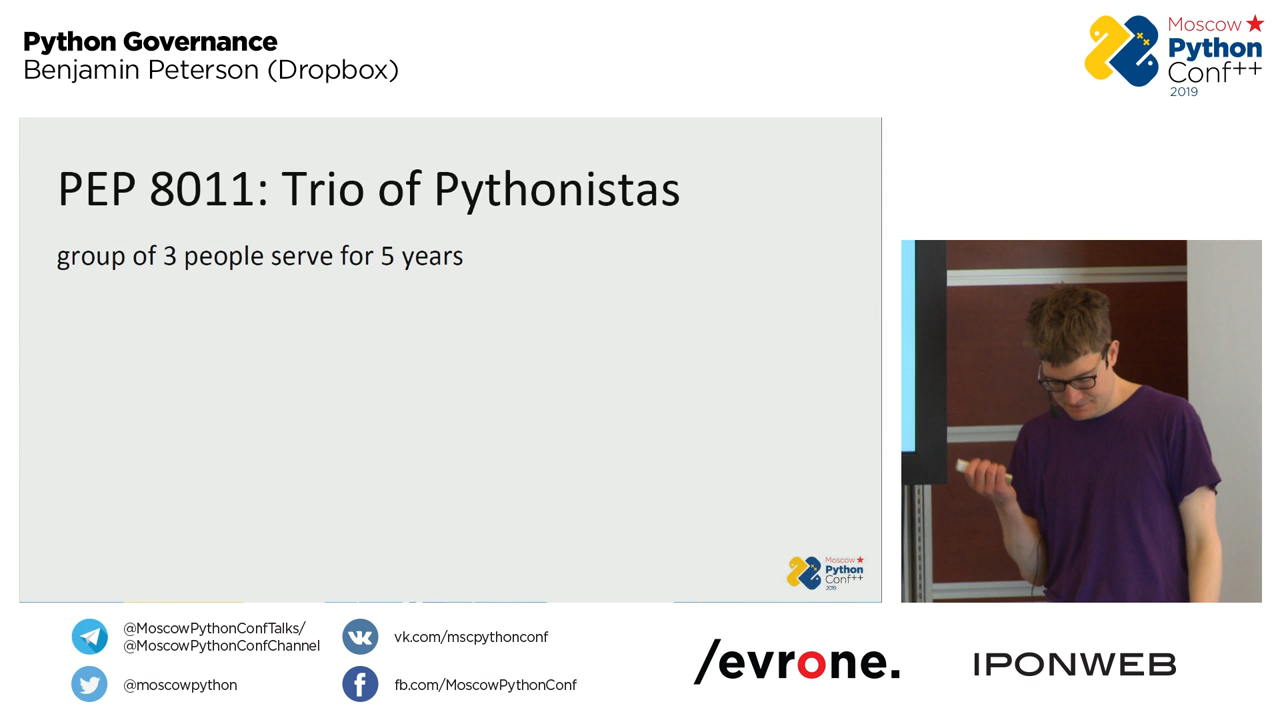 Python Governance
Benjamin Peterson (Dropbox)
Moscow
Python
Conf++
2019
PEP 8011: Trio of Pythonistas
group of 3 people serve for 5 years
Moscow
Python
Conf++
2019
@MoscowPythonConfTalks/
@MoscowPythonConfChannel
vk.com/mscpythonconf
@moscowpython
fb.com/MoscowPythonConf
/evrone.
IPONWEB